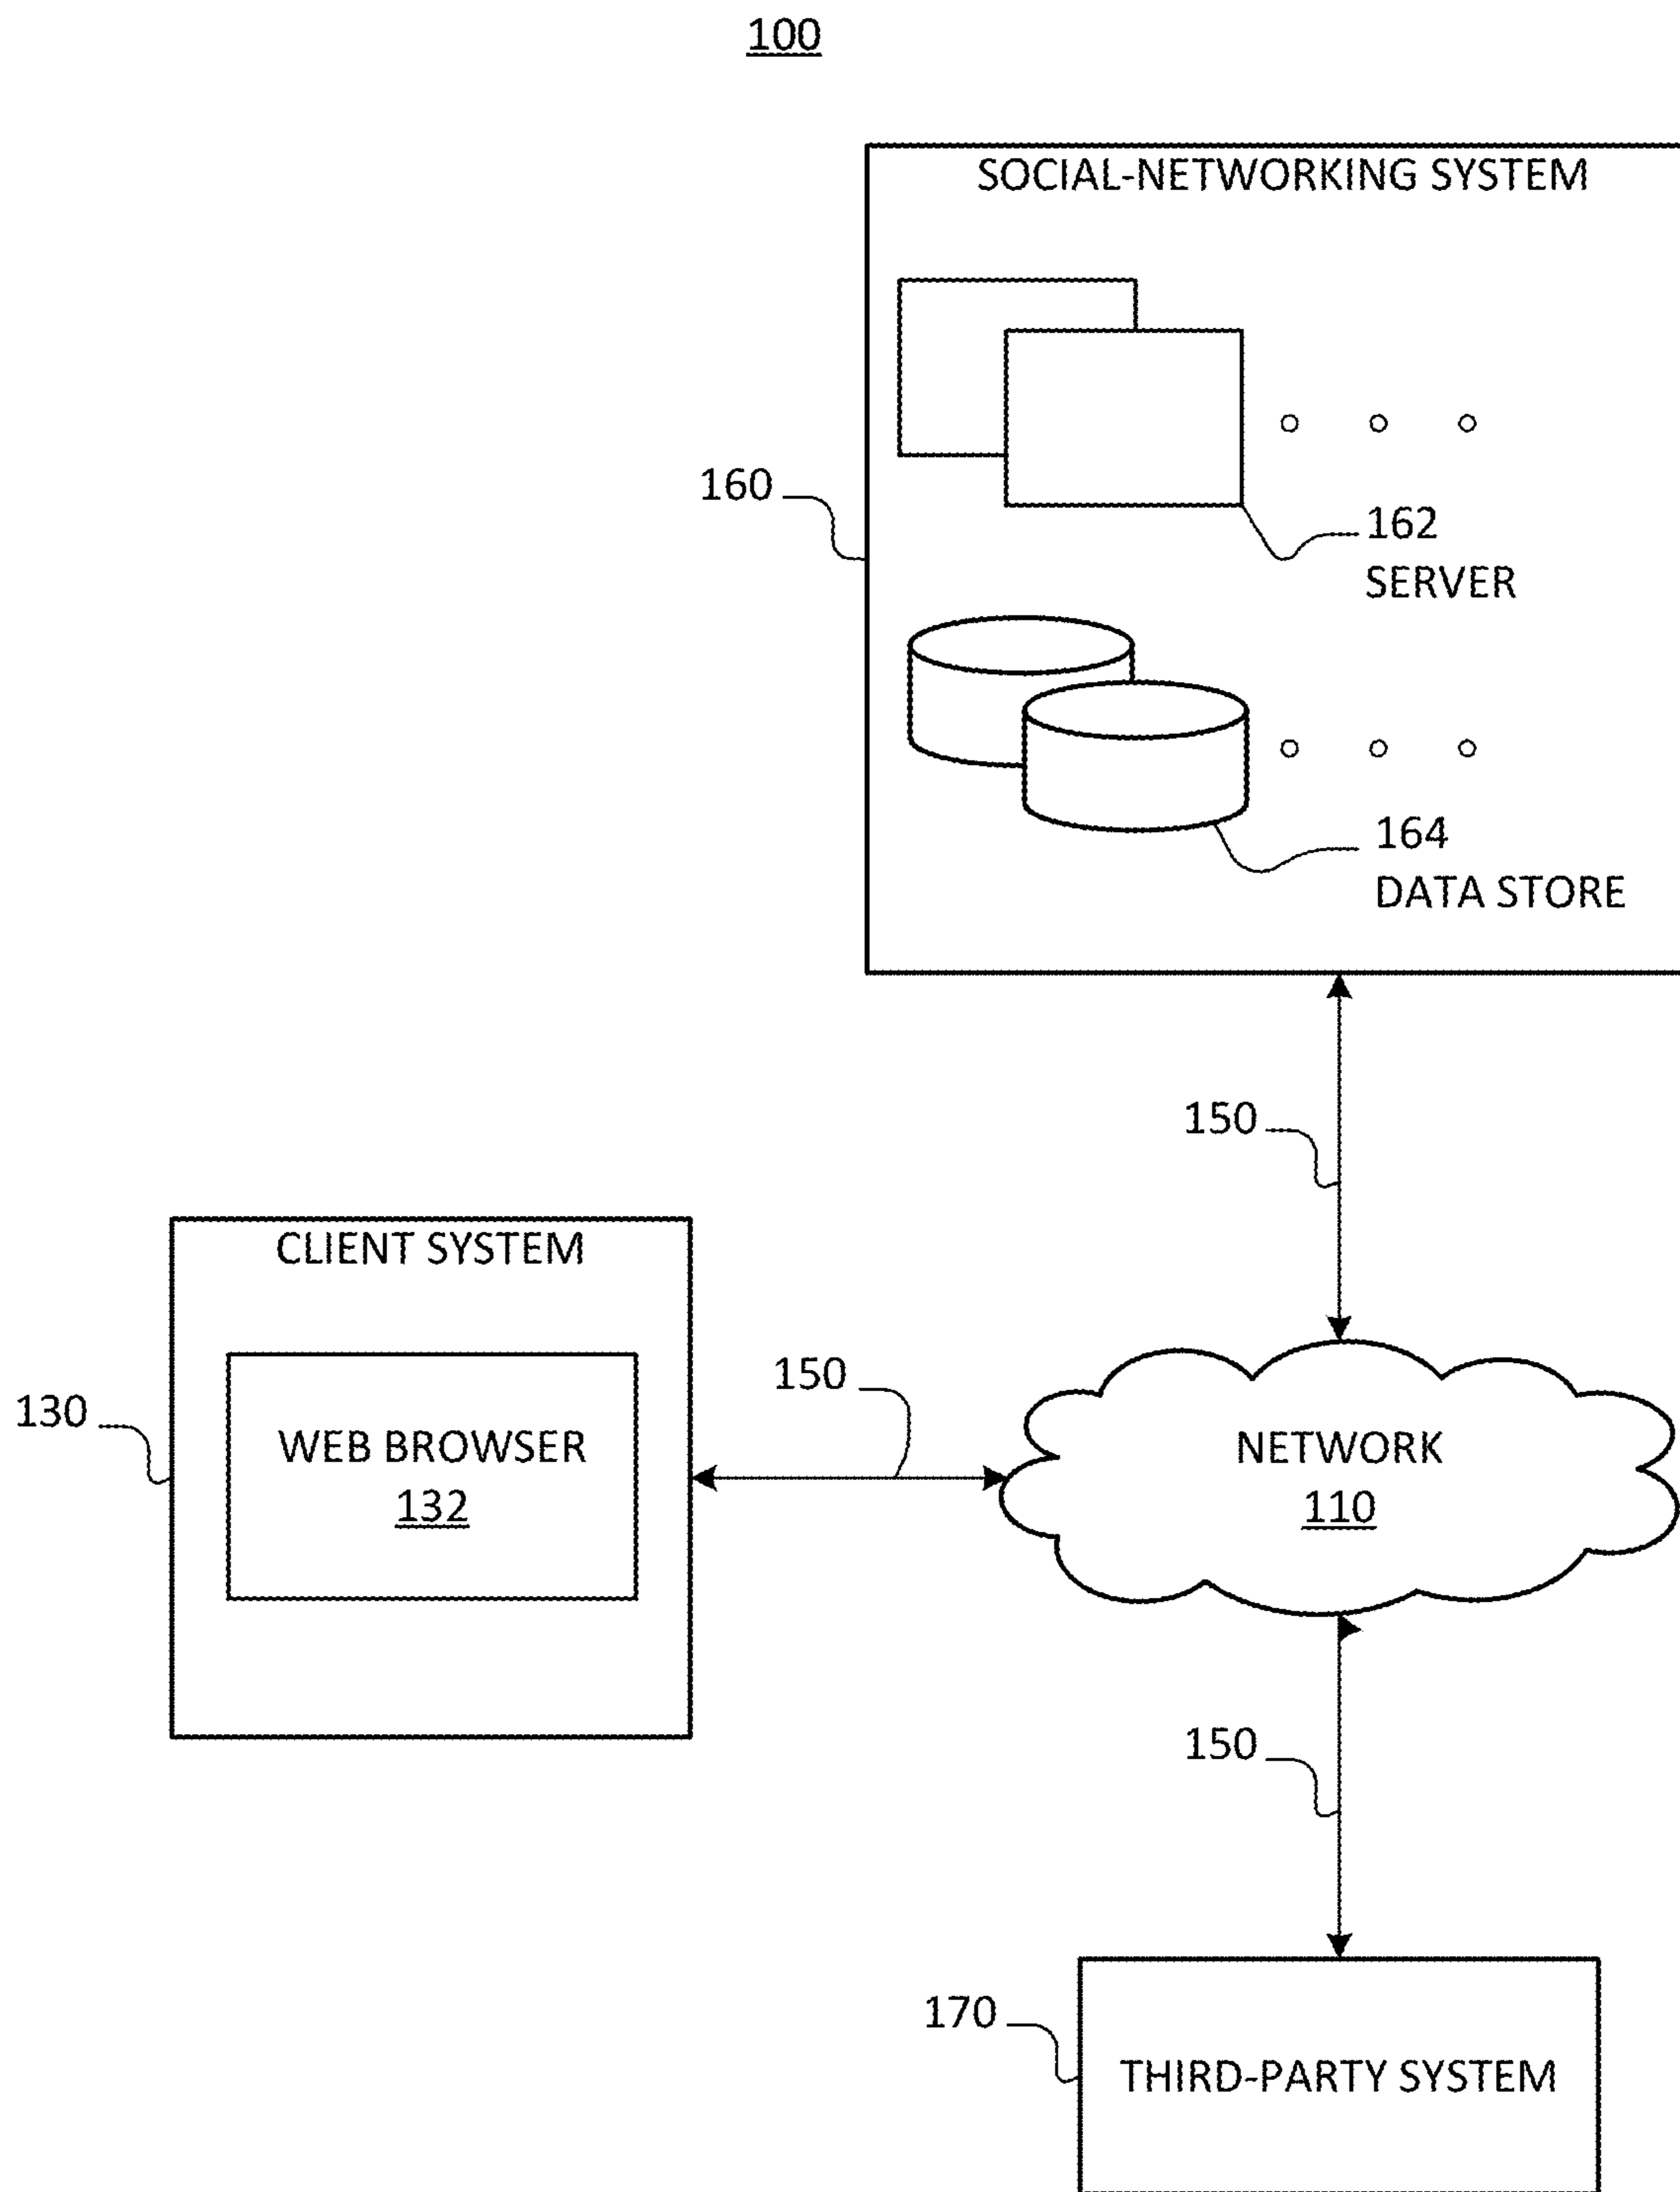 100
SOCIAL-NETWORKING SYSTEM
160
162
SERVER
164
DATA STORE
150
CLIENT SYSTEM
130
WEB BROWSER
132
150
NETWORK
110
150
170
THIRD-PARTY SYSTEM